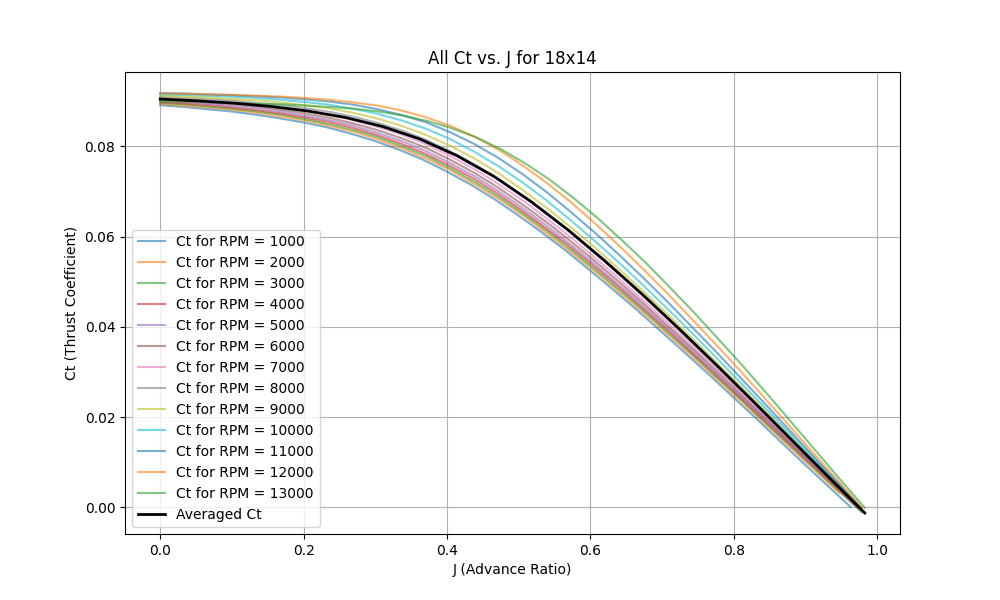 All Ct vs. J for 18x14
Ct (Thrust Coefficient)
0.08
0.06
0.04
0.02
0.00
Ct for RPM = 1000
Ct for RPM = 2000
Ct for RPM = 3000
Ct for RPM = 4000
Ct for RPM = 5000
Ct for RPM = 6000
Ct for RPM = 7000
Ct for RPM = 8000
Ct for RPM = 9000
Ct for RPM = 10000
Ct for RPM = 11000
Ct for RPM = 12000
Ct for RPM = 13000
Averaged Ct
0.0 0.2 0.4 0.6 0.8 1.0
J (Advance Ratio)